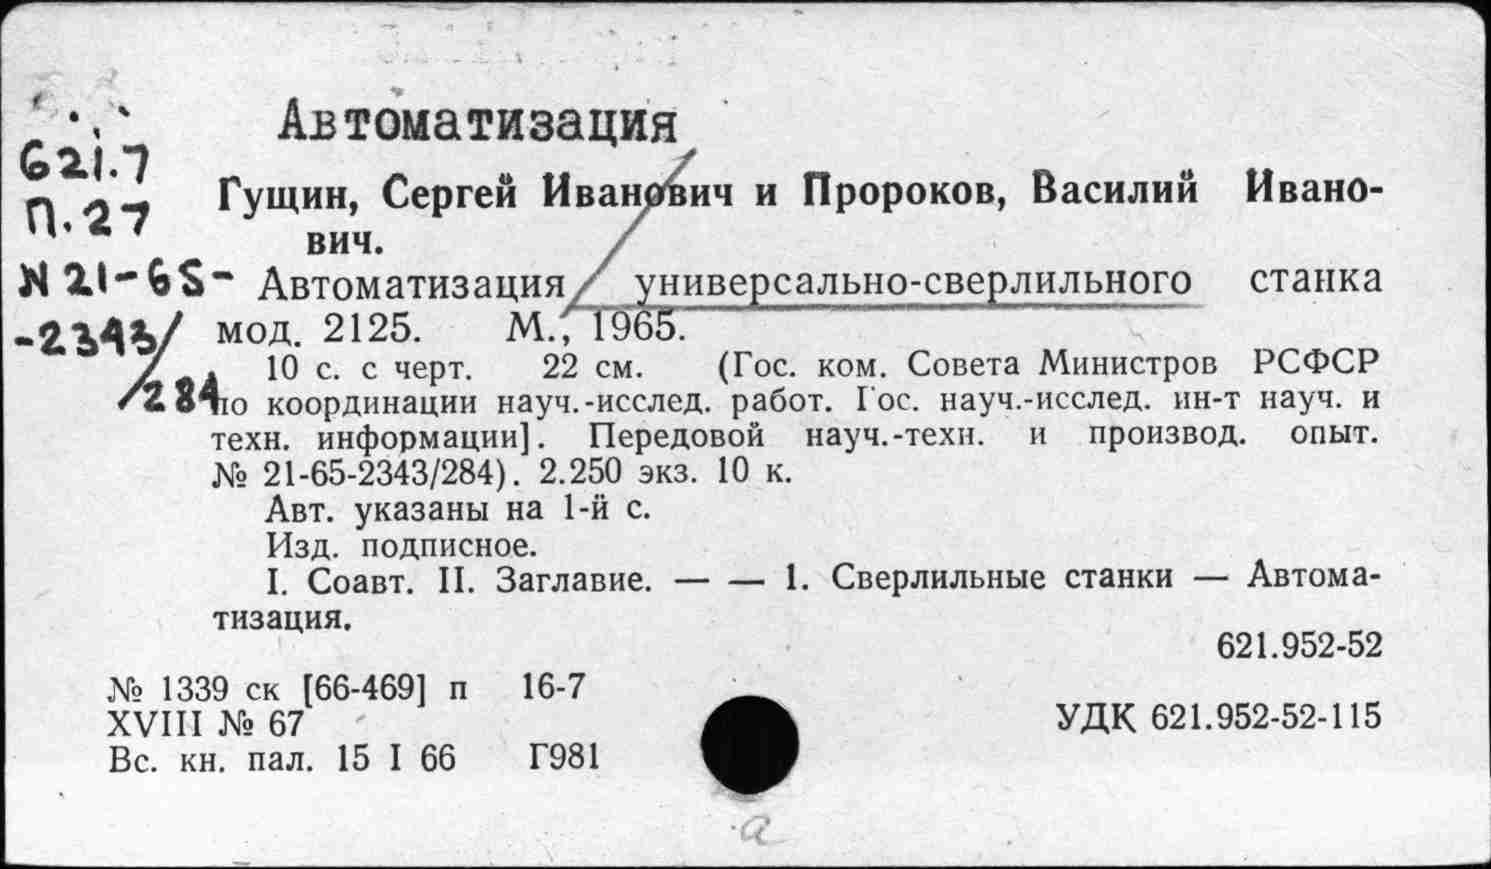 Автоматизация
621.7
П.27
N 21-65-
-2343/
/284
Гущин, Сергей Иванович и Пророков, Василий Ивано-
вич.
Автоматизация универсально-сверлильного станка
мод. 2125. М., 1965.
10 с. с черт. 22 см. (Гос. ком. Совета Министров РСФСР
по координации науч.-исслед. работ. Гос. науч.-исслед. ин-т науч. и
техн. информации]. Передовой науч.-техн. и производ. опыт.
№ 21-65-2343/284). 2.250 экз. 10 к.
Авт. указаны на 1-й с.
Изд. подписное.
I. Соавт. II. Заглавие. — — 1. Сверлильные станки — Автома-
тизация.
621.952-52
№ 1339 ск [66-469] п 16-7
XVIII № 67
УДК 621.952-52-115
Вс. кн. пал. 15 I 66 Г981
а